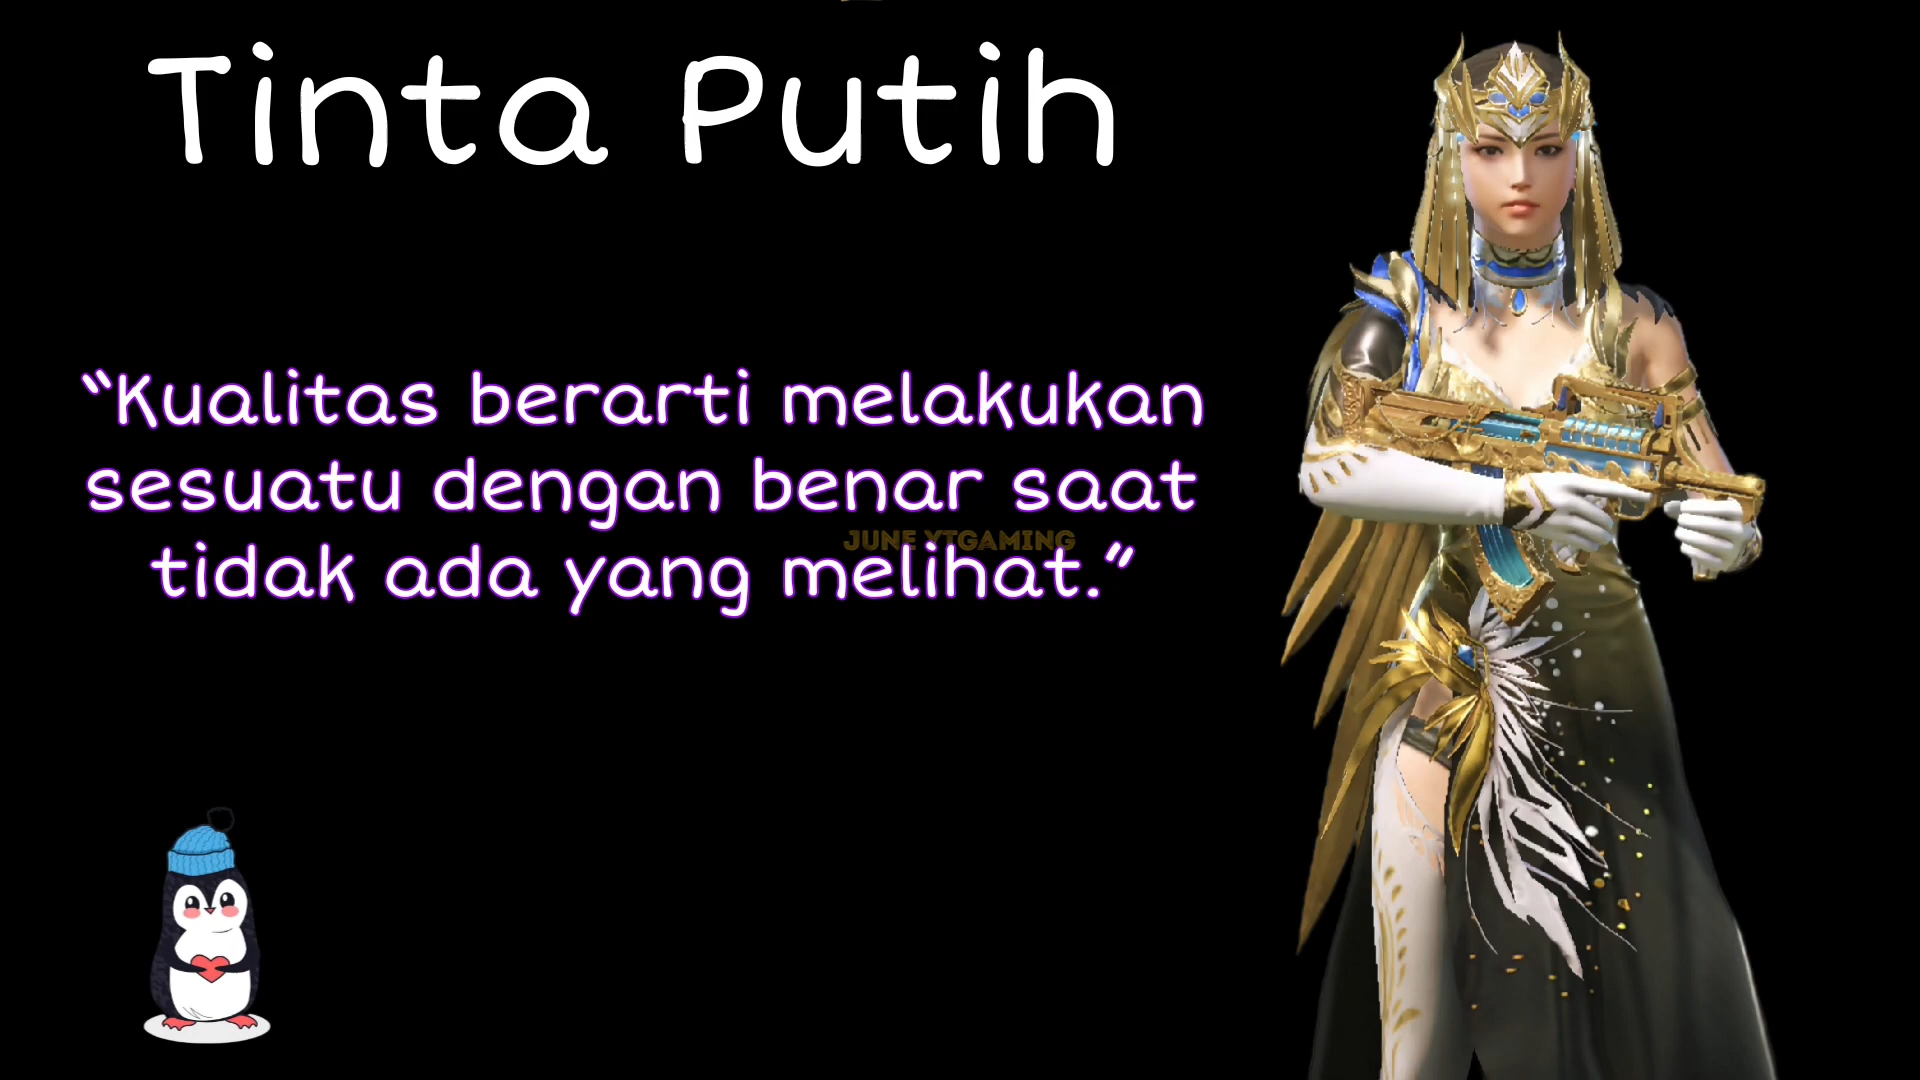 Tinta Putih
“Kualitas berarti melakukan
sesuatu dengan benar saat
JUNE YTGAMING
tidak ada yang melihat.”